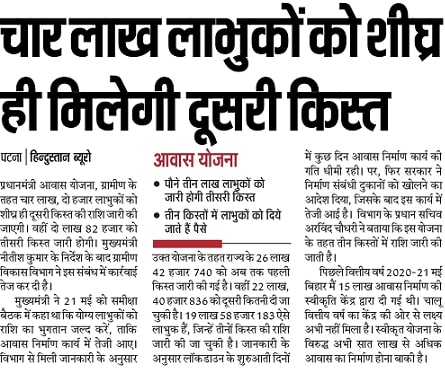 चार लाख लाभुकों को शीघ्र
ही मिलेगी दूसरी किस्त
पटना | हिन्दुस्तान ब्यूरो
प्रधानमंत्री आवास योजना, ग्रामीण के
तहत चार लाख, दो हजार लाभुकों को
शीघ्र ही दूसरी किस्त की राशि जारी की
जाएगी। वहीं दो लाख 82 हजार को
तीसरी किस्त जारी होगी। मुख्यमंत्री
नीतीश कुमार के निर्देश के बाद ग्रामीण
विकास विभाग ने इस संबंध में कार्रवाई
तेज कर दी है।
मुख्यमंत्री ने 21 मई को समीक्षा
बैठक में कहा था कि योग्य लाभुकों को
राशि का भुगतान जल्द करें, ताकि
आवास निर्माण कार्य में तेजी आए।
विभाग से मिली जानकारी के अनुसार
आवास योजना
• पौने तीन लाख लाभुकों को
जारी होगी तीसरी किस्त
• तीन किस्तों में लाभुकों को दिये
जाते हैं पैसे
उक्त योजना के तहत राज्य के 26 लाख
42 हजार 740 को अब तक पहली
किस्त जारी की गई है। वहीं 22 लाख,
40 हजार 836 को दूसरी कितनी दी जा
चुकी है। 19 लाख 58 हजार 183 ऐसे
लाभुक हैं, जिन्हें तीनों किस्त की राशि
जारी की जा चुकी है। जानकारी के
अनुसार लॉकडाउन के शुरुआती दिनों
में कुछ दिन आवास निर्माण कार्य की
गति धीमी रही। पर, फिर सरकार ने
निर्माण संबंधी दुकानों को खोलने का
आदेश दिया, जिसके बाद इस कार्य में
तेजी आई है। विभाग के प्रधान सचिव
अरविंद चौधरी ने बताया कि इस योजना
के तहत तीन किस्तों में राशि जारी की
जाती है।
पिछले वित्तीय वर्ष 2020-21 मई
बिहार में 15 लाख आवास निर्माण की
स्वीकृति केंद्र द्वारा दी गई थी। चालू
वित्तीय वर्ष का केंद्र की ओर से लक्ष्य
अभी नहीं मिला है। स्वीकृत योजना के
विरुद्ध अभी सात लाख से अधिक
आवास का निर्माण होना बाकी है।